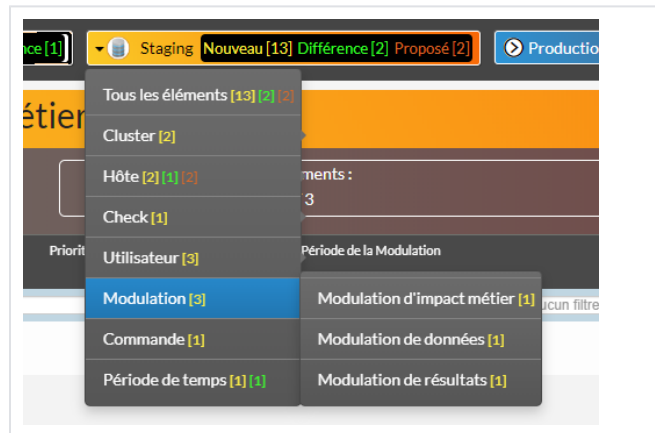 [1] Staging Nouveau [13] Différence [2] Proposé [2] Productio
Tous les éléments [13] [2] [2]
étier
Cluster [2]
Hôte [2] [1] [2]
ments :
3
Check [1]
Priorit
Utilisateur [3]
Période de la Modulation
Modulation [3]
Modulation d'impact métier [1]
ucun filtre
Commande [1]
Modulation de données [1]
Période de temps [1] [1]
Modulation de résultats [1]